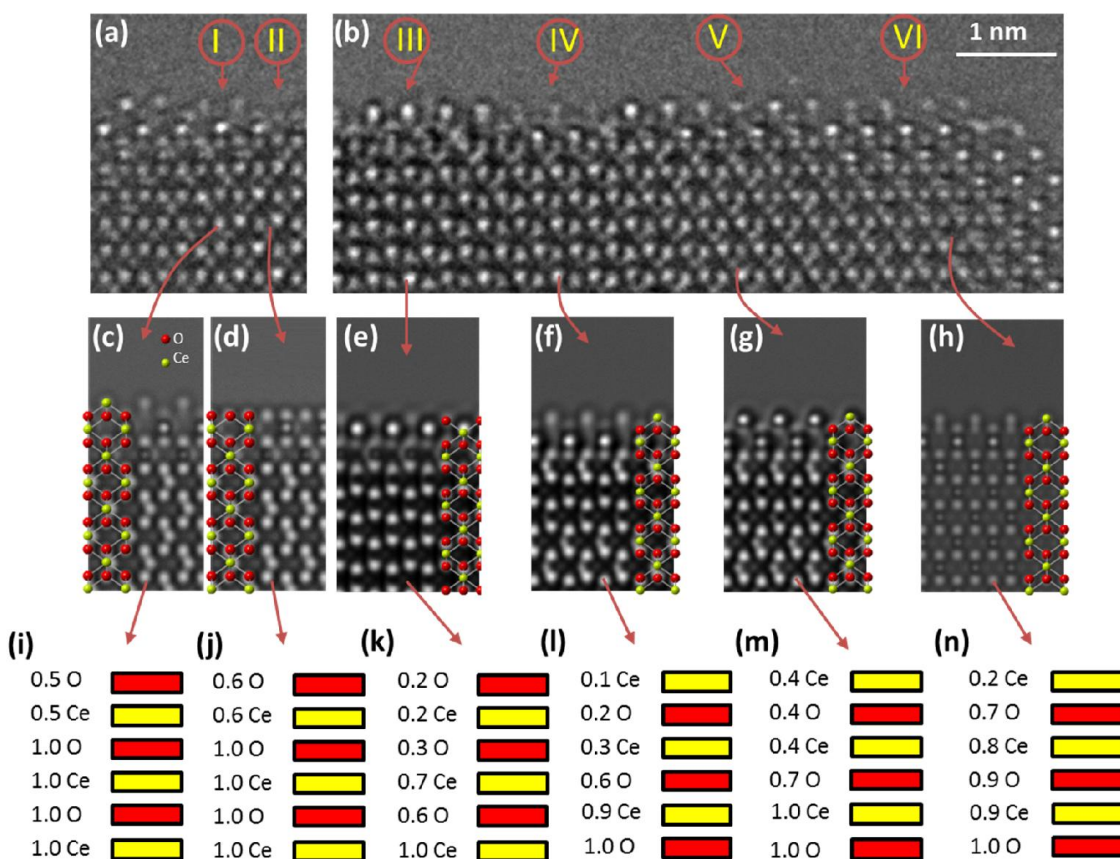 (a)
I
II
(b)
III
IV
V
VI
1 nm
(c)
O
Ce
(d)
(e)
(f)
(g)
(h)
(i)
0.5 O
0.5 Ce
1.0 O
1.0 Ce
1.0 O
1.0 Ce
(j)
0.6 O
0.6 Ce
1.0 O
1.0 Ce
1.0 O
1.0 Ce
(k)
0.2 O
0.2 Ce
0.3 O
0.7 Ce
0.6 O
1.0 Ce
(l)
0.1 Ce
0.2 O
0.3 Ce
0.6 O
0.9 Ce
1.0 O
(m)
0.4 Ce
0.4 O
0.4 Ce
0.7 O
1.0 Ce
1.0 O
(n)
0.2 Ce
0.7 O
0.8 Ce
0.9 O
0.9 Ce
1.0 O